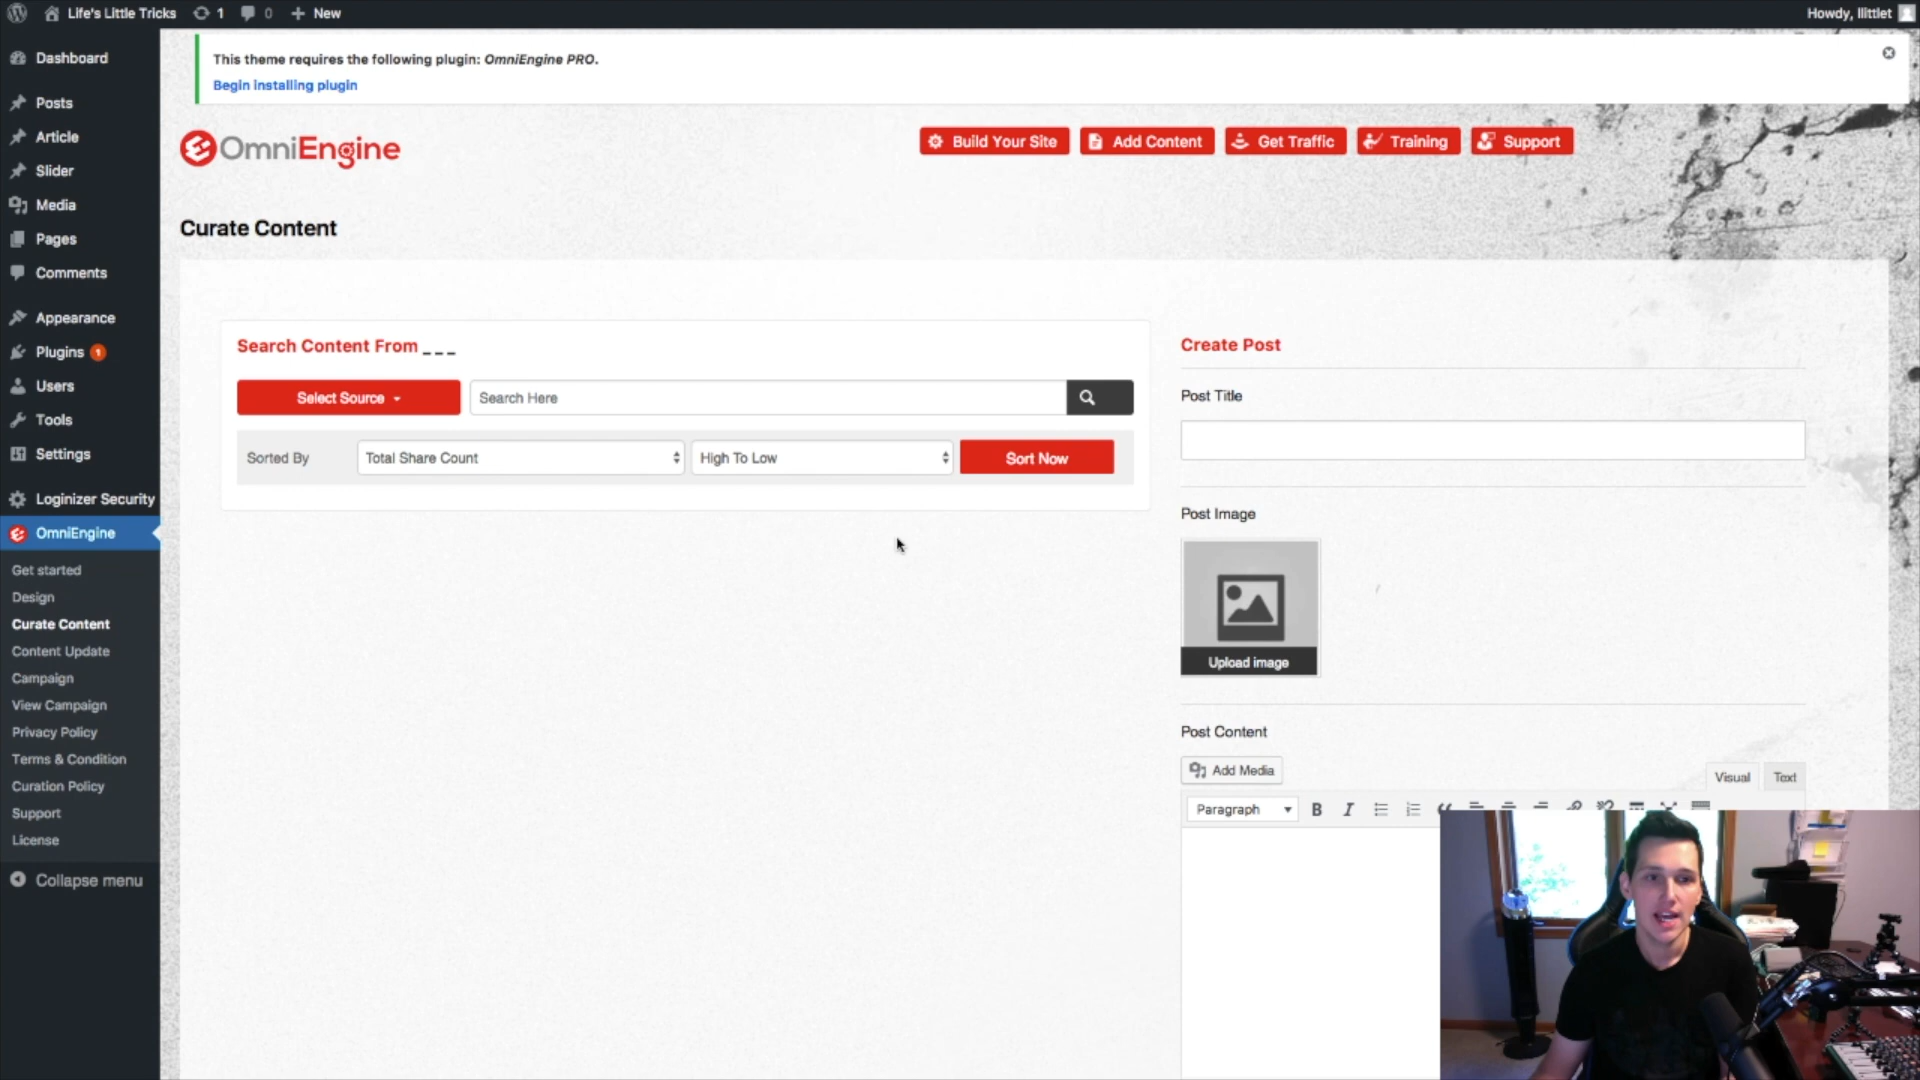 Life's Little Tricks
1
0
New
Howdy, llittlet
Dashboard
Posts
Article
Slider
Media
Pages
Comments
Appearance
Plugins 1
Users
Tools
Settings
Loginizer Security
OmniEngine
Get started
Design
Curate Content
Content Update
Campaign
View Campaign
Privacy Policy
Terms & Condition
Curation Policy
Support
License
Collapse menu
This theme requires the following plugin: OmniEngine PRO.
Begin installing plugin
OmniEngine
Build Your Site
Add Content
Get Traffic
Training
Support
Curate Content
Search Content From _ _ _
Select Source
Search Here
Sorted By
Total Share Count
High To Low
Sort Now
Create Post
Post Title
Post Image
Upload image
Post Content
Add Media
Visual
Text
Paragraph
B
I